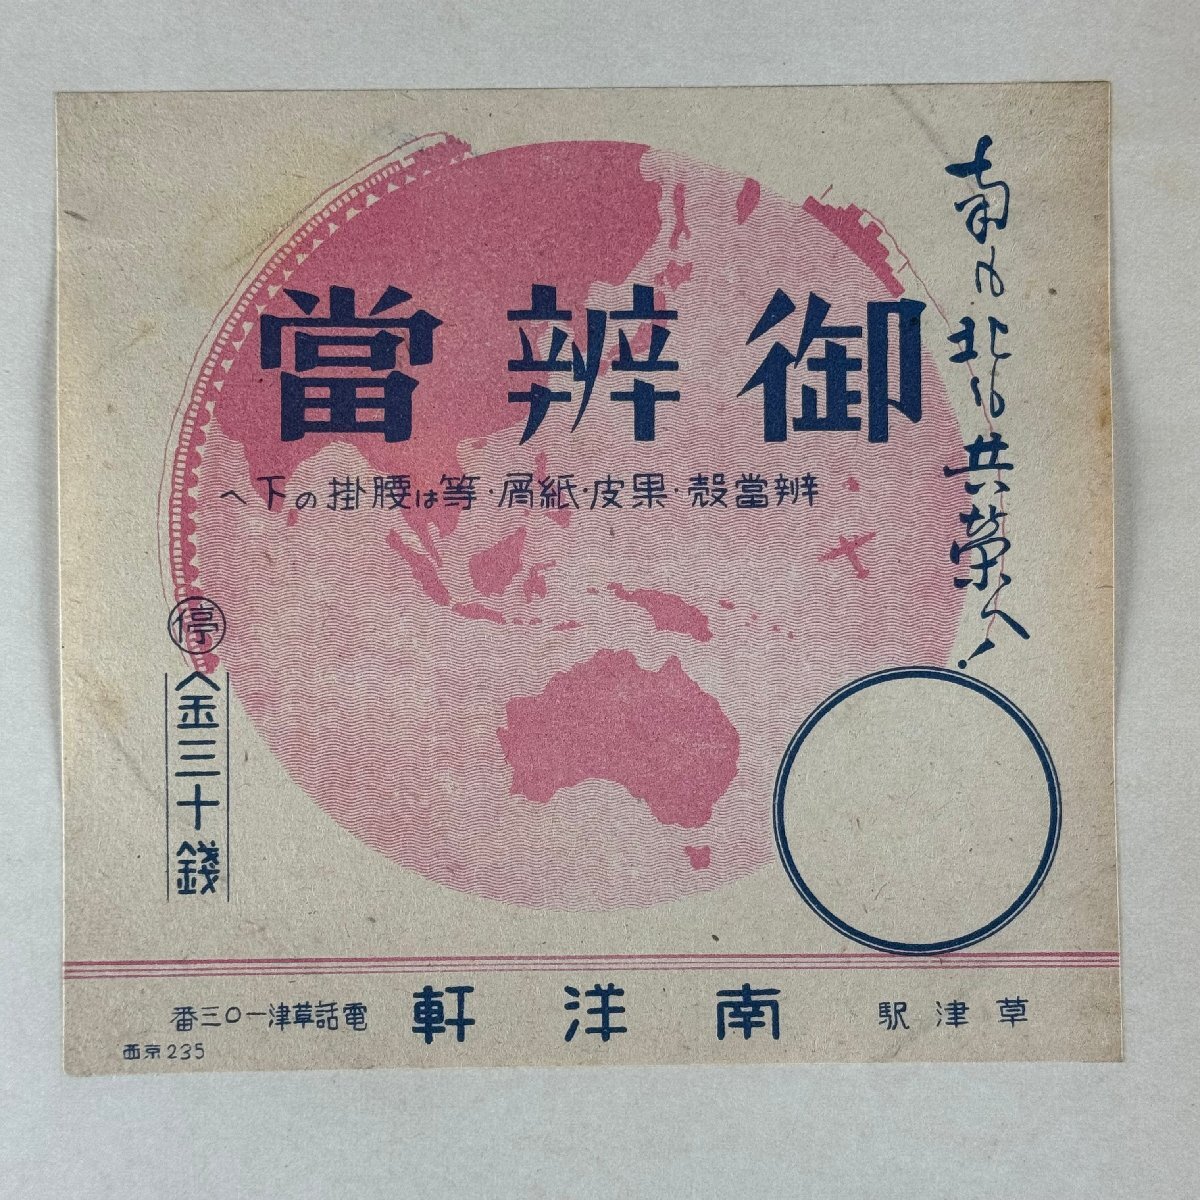 南も北も共榮へ!
御辨當
辨當殻・果皮・紙屑・等は腰掛の下へ
停
金三十錢
草津駅
南洋軒
電話草津一〇三番
西京235